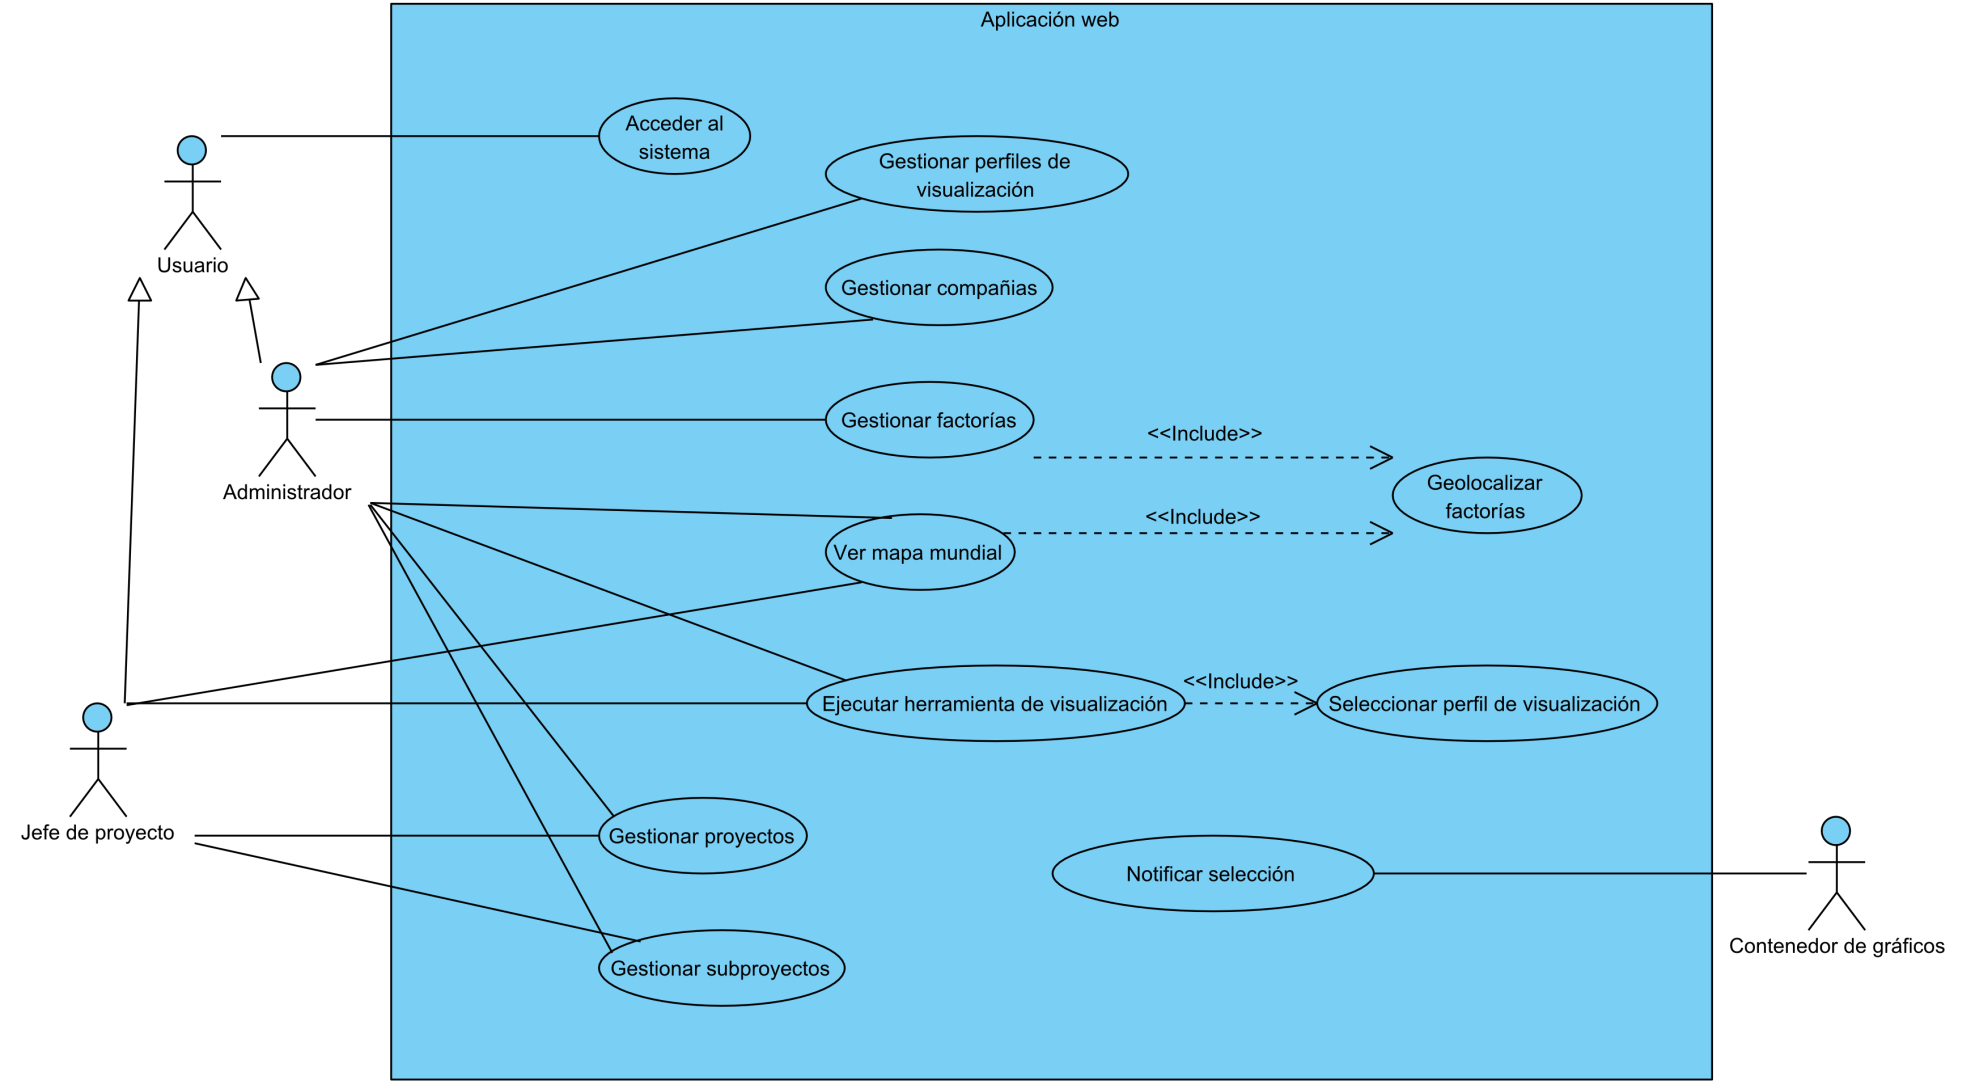 Aplicación web
Acceder al
sistema
Gestionar perfiles de
visualización
Usuario
Gestionar compañias
Gestionar factorías
<<Include>>
Administrador
Geolocalizar
factorías
<<Include>>
Ver mapa mundial
<<Include>>
Ejecutar herramienta de visualización
Seleccionar perfil de visualización
Jefe de proyecto
Gestionar proyectos
Notificar selección
Contenedor de gráficos
Gestionar subproyectos